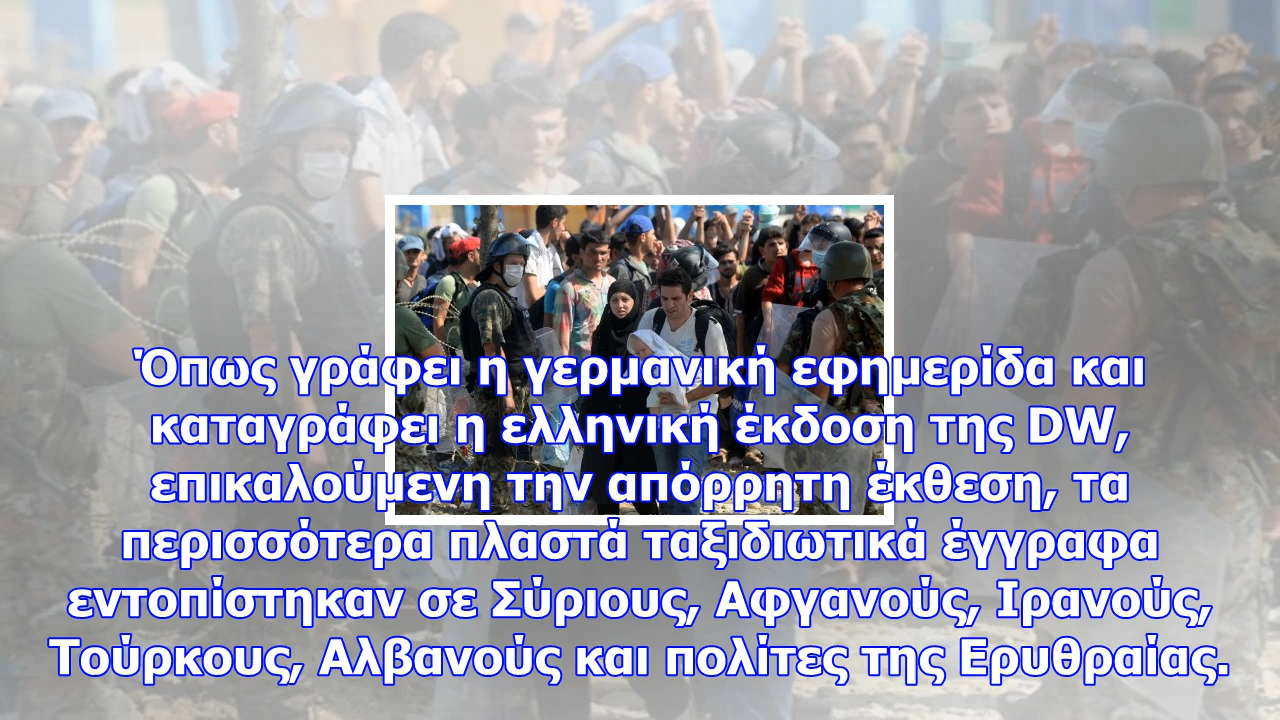 Όπως γράφει η γερμανική εφημερίδα και
καταγράφει η ελληνική έκδοση της DW,
επικαλούμενη την απόρρητη έκθεση, τα
περισσότερα πλαστά ταξιδιωτικά έγγραφα
εντοπίστηκαν σε Σύριους, Αφγανούς, Ιρανούς,
Τούρκους, Αλβανούς και πολίτες της Ερυθραίας.